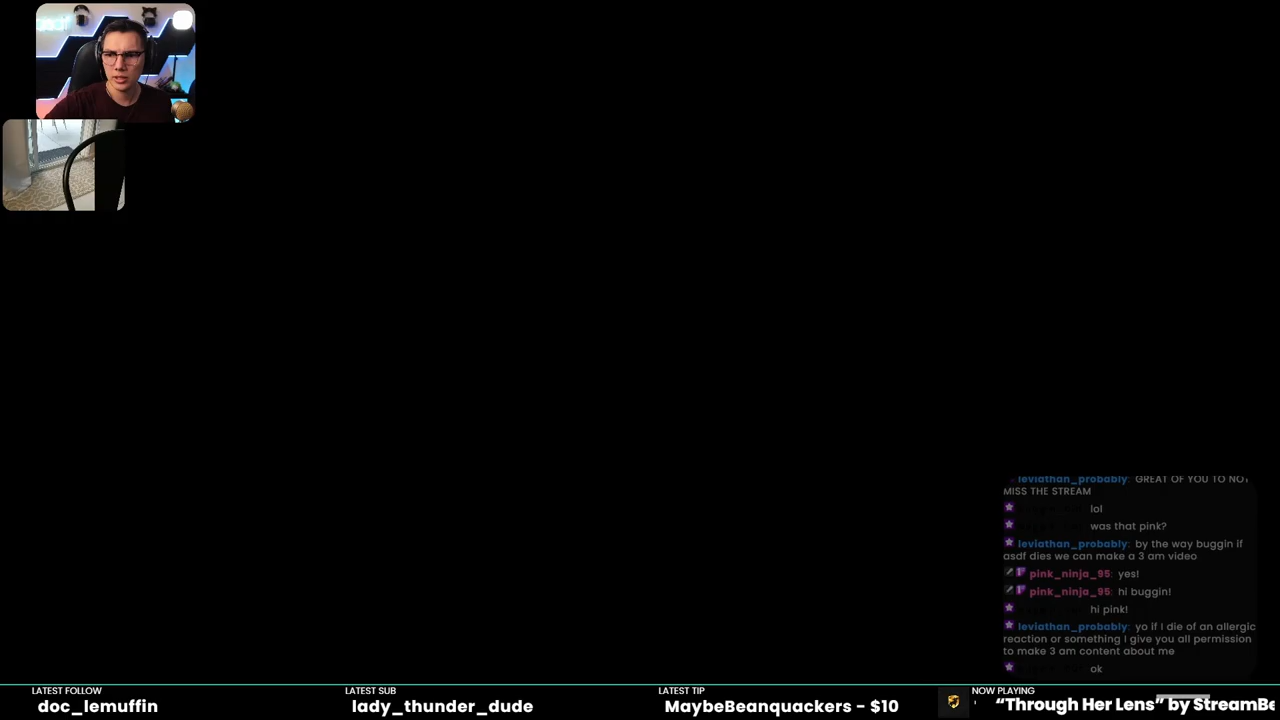 leviathan_probably: GREAT OF YOU TO NOT
MISS THE STREAM
lol
was that pink?
leviathan_probably: by the way buggin if
asdf dies we can make a 3 am video
pink_ninja_95: yes!
pink_ninja_95: hi buggin!
hi pink!
leviathan_probably: yo if I die of an allergic
reaction or something I give you all permission
to make 3 am content about me
ok
LATEST FOLLOW
doc_lemuffin
LATEST SUB
lady_thunder_dude
LATEST TIP
MaybeBeanquackers - $10
NOW PLAYING
“Through Her Lens” by StreamBe